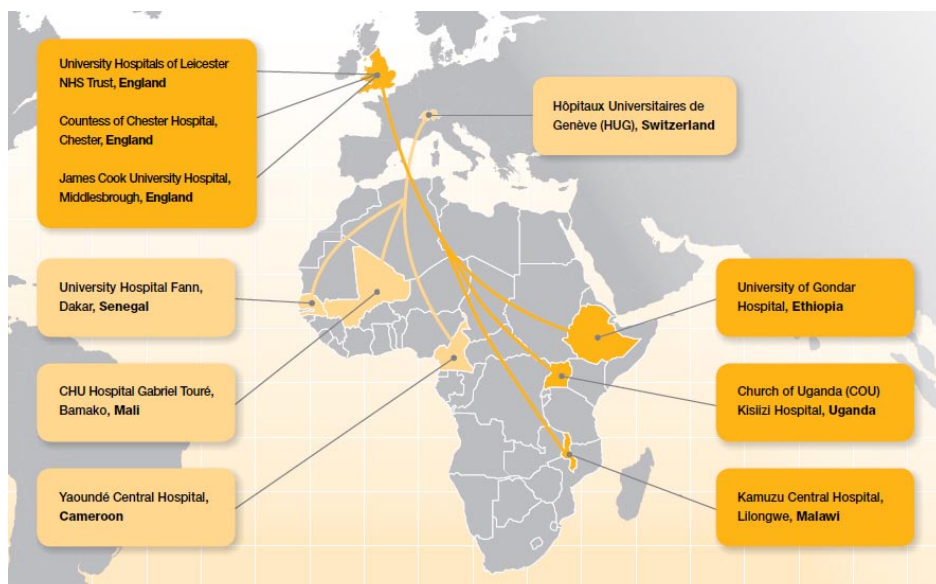 University Hospitals of Leicester
NHS Trust, England
Countess of Chester Hospital,
Chester, England
James Cook University Hospital,
Middlesbrough, England
Hôpitaux Universitaires de
Genève (HUG), Switzerland
University Hospital Fann,
Dakar, Senegal
CHU Hospital Gabriel Touré,
Bamako, Mali
Yaoundé Central Hospital,
Cameroon
University of Gondar
Hospital, Ethiopia
Church of Uganda (COU)
Kisiizi Hospital, Uganda
Kamuzu Central Hospital,
Lilongwe, Malawi